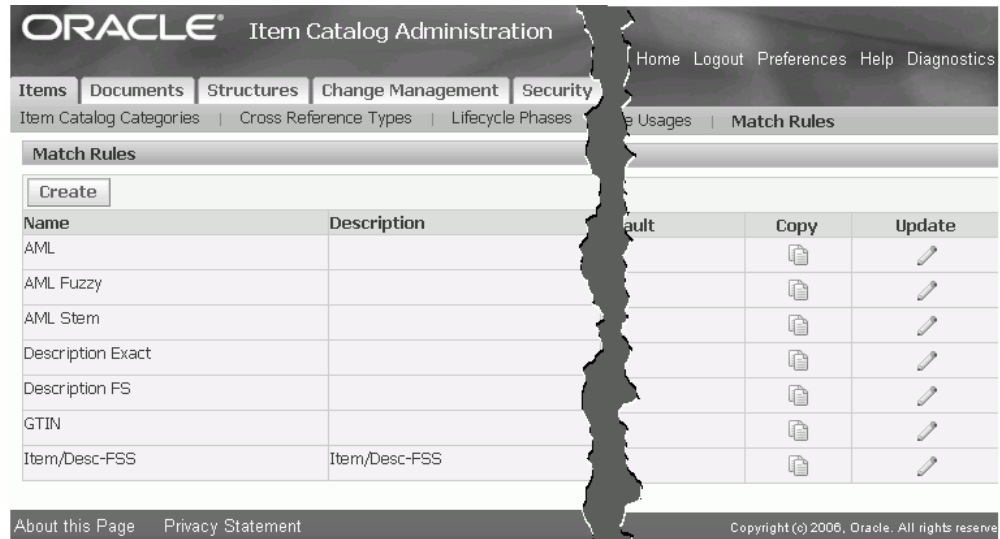 ORACLE® Item Catalog Administration
Home Logout Preferences Help Diagnostics
Items Documents Structures Change Management Security
Item Catalog Categories | Cross Reference Types | Lifecycle Phases e Usages | Match Rules
Match Rules
Create
Name Description ault Copy Update
AML
AML Fuzzy
AML Stem
Description Exact
Description FS
GTIN
Item/Desc-FSS Item/Desc-FSS
About this Page Privacy Statement Copyright (c) 2006, Oracle. All rights reserve